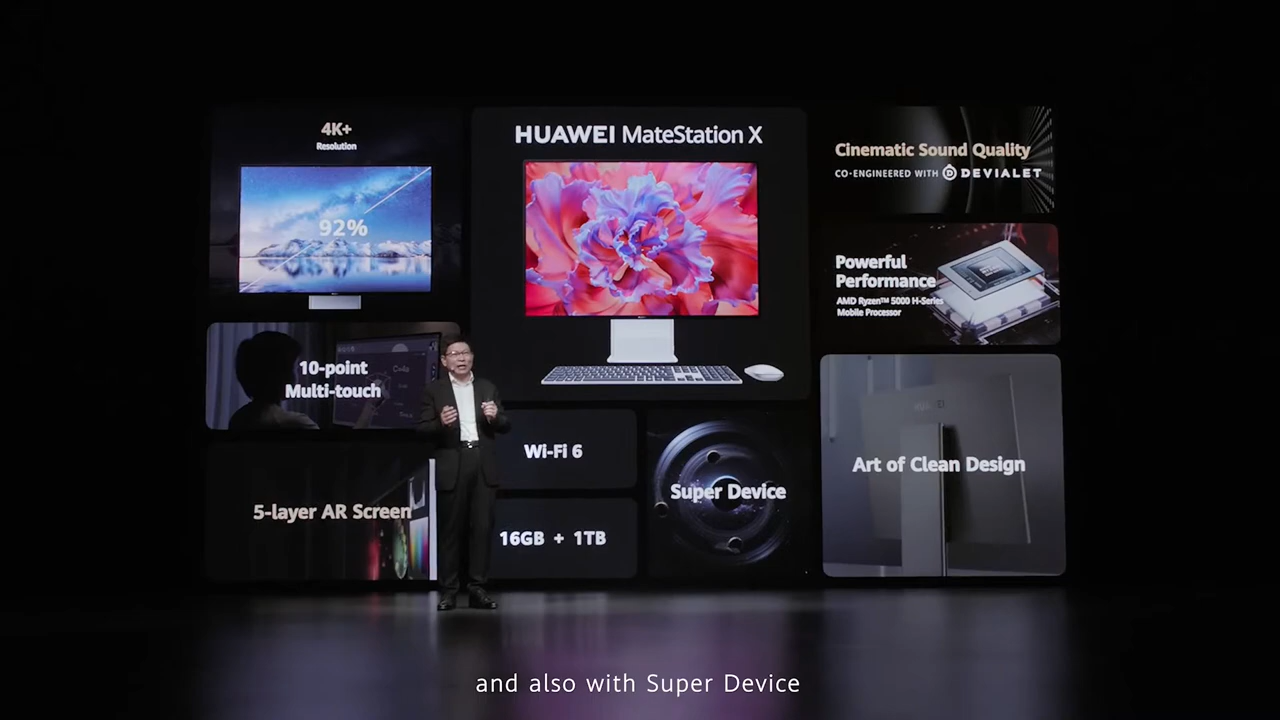 4K+
Resolution
92%
10-point
Multi-touch
5-layer AR Screen
HUAWEI MateStation X
Wi-Fi 6
16GB + 1TB
Super Device
Cinematic Sound Quality
CO-ENGINEERED WITH DEVIALET
Powerful
Performance
AMD Ryzen™ 5000 H-Series
Mobile Processor
HUAWEI
Art of Clean Design
and also with Super Device